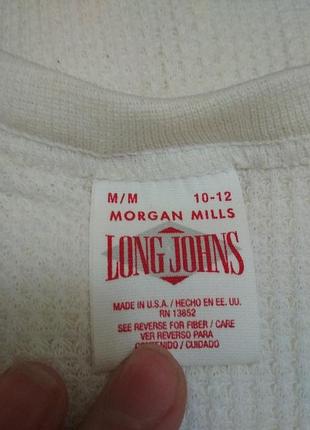 M/M 10-12
MORGAN MILLS
LONG JOHNS
MADE IN U.S.A. / HECHO EN EE. UU.
RN 13852
SEE REVERSE FOR FIBER / CARE
VER REVERSO PARA
CONTENIDO / CUIDADO